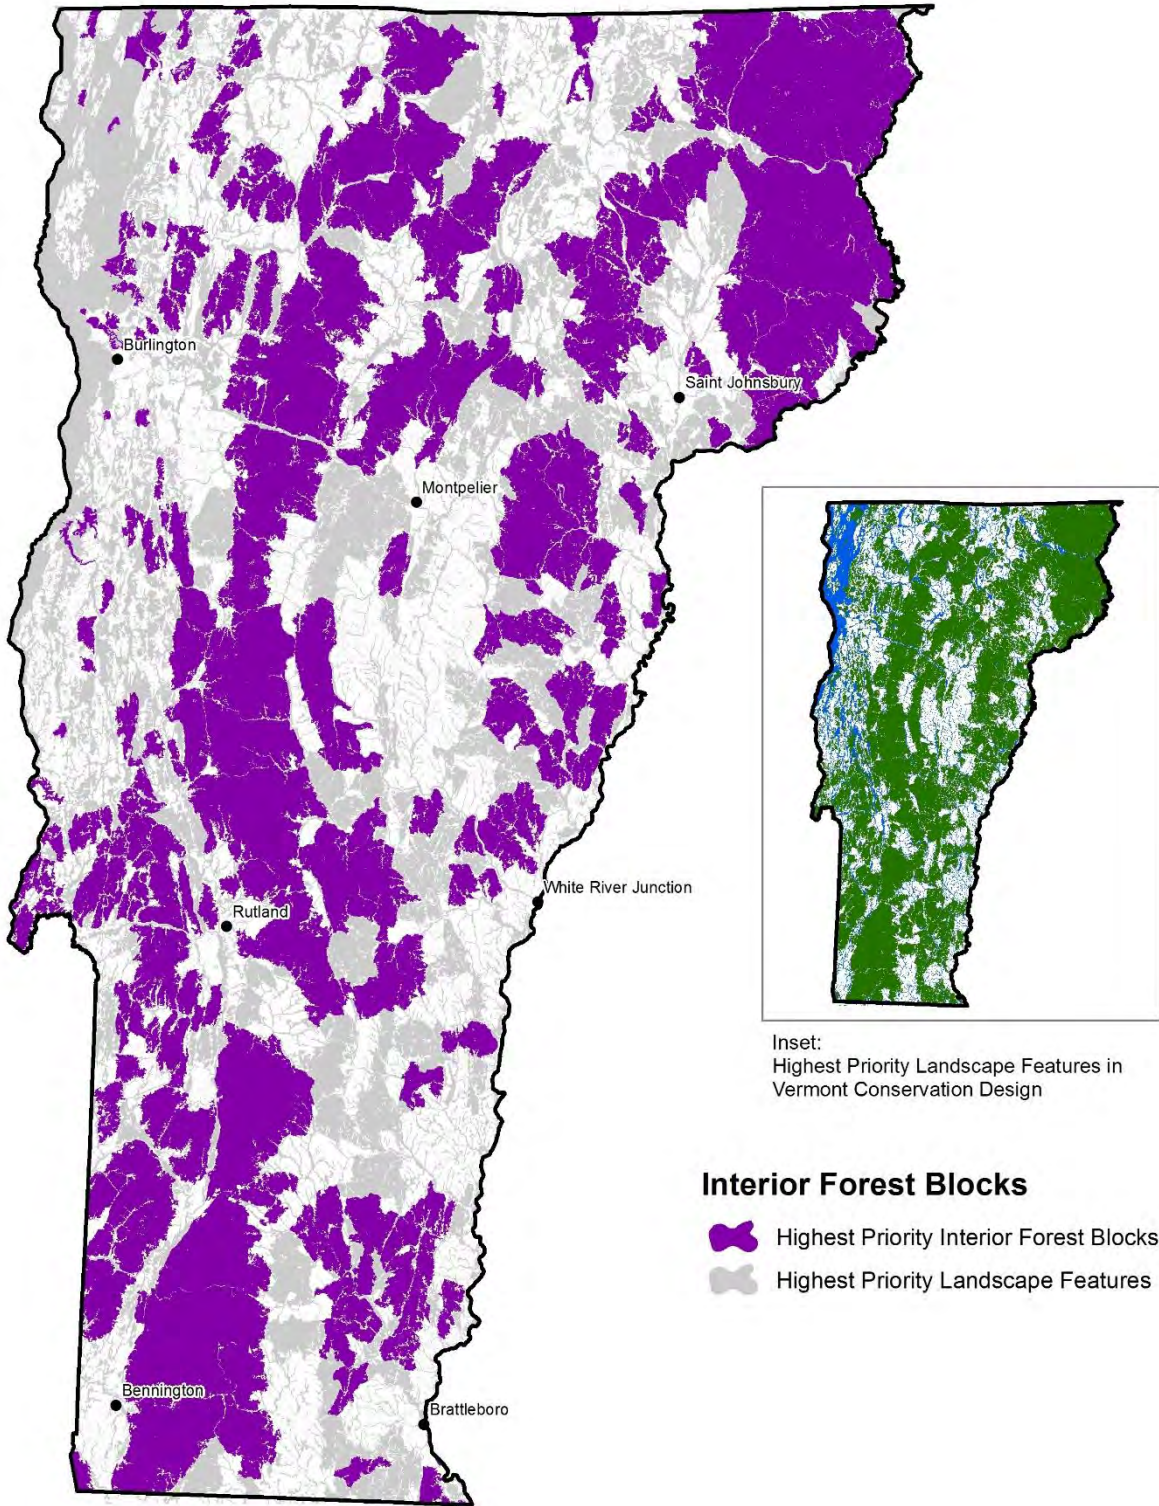 Burlington
Saint Johnsbury
Montpelier
White River Junction
Rutland
Inset:
Highest Priority Landscape Features in
Vermont Conservation Design
Interior Forest Blocks
Highest Priority Interior Forest Blocks
Highest Priority Landscape Features
Bennington
Brattleboro